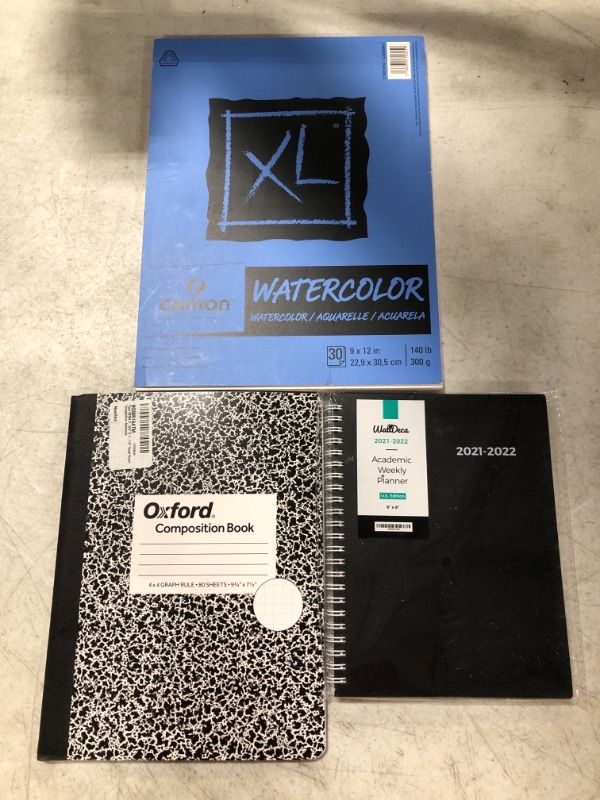 XL
®
CANSON
WATERCOLOR
WATERCOLOR / AQUARELLE / ACUARELA
30
9 x 12 in
22,9 x 30,5 cm
140 lb
300 g
Oxford®
Composition Book
4 x 4 GRAPH RULE • 80 SHEETS • 9¾" x 7½"
WallDeca
2021-2022
Academic
Weekly
Planner
U.S. Edition
2021-2022